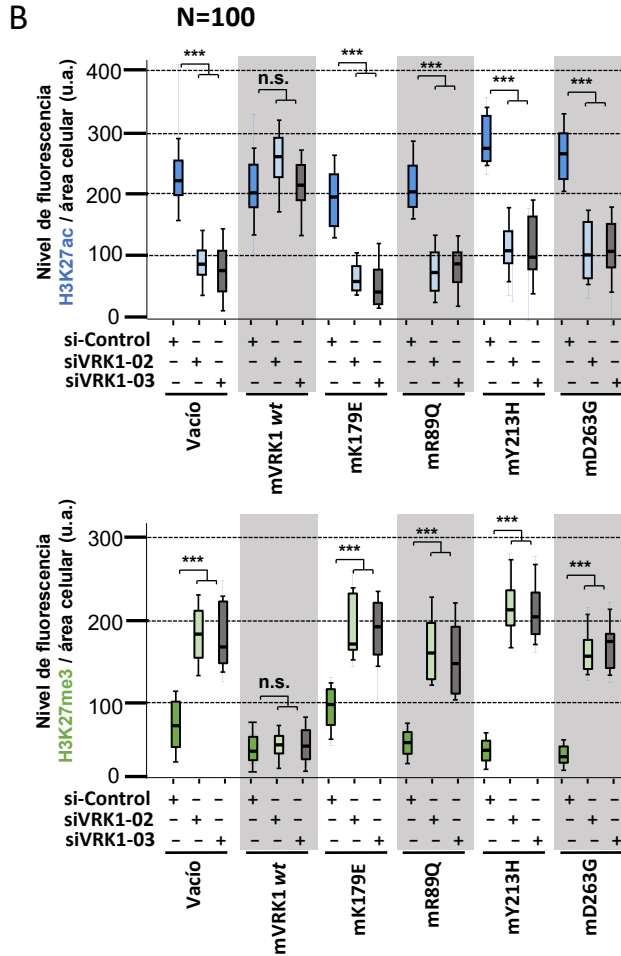 B
N=100
Nivel de fluorescencia
H3K27ac / área celular (u.a.)
400
300
200
100
0
***
n.s.
***
***
***
***
si-Control + – – + – – + – – + – – + – – + – –
siVRK1-02 – + – – + – – + – – + – – + – – + –
siVRK1-03 – – + – – + – – + – – + – – + – – +
Vacío
mVRK1 wt
mK179E
mR89Q
mY213H
mD263G
Nivel de fluorescencia
H3K27me3 / área celular (u.a.)
300
200
100
0
***
n.s.
***
***
***
***
si-Control + – – + – – + – – + – – + – – + – –
siVRK1-02 – + – – + – – + – – + – – + – – + –
siVRK1-03 – – + – – + – – + – – + – – + – – +
Vacío
mVRK1 wt
mK179E
mR89Q
mY213H
mD263G